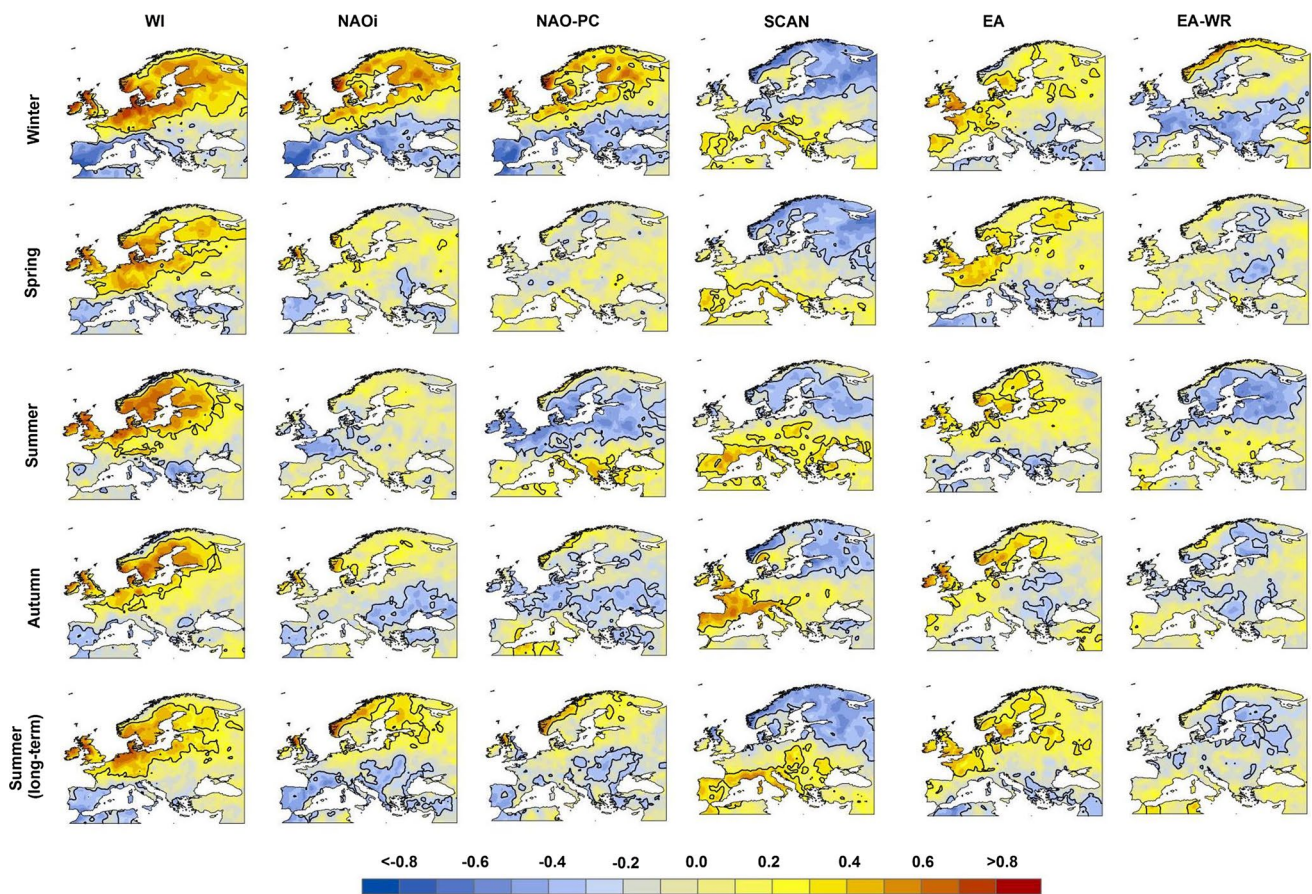 WI NAOi NAO-PC SCAN EA EA-WR
Winter
Spring
Summer
Autumn
Summer
(long-term)
<-0.8 -0.6 -0.4 -0.2 0.0 0.2 0.4 0.6 >0.8